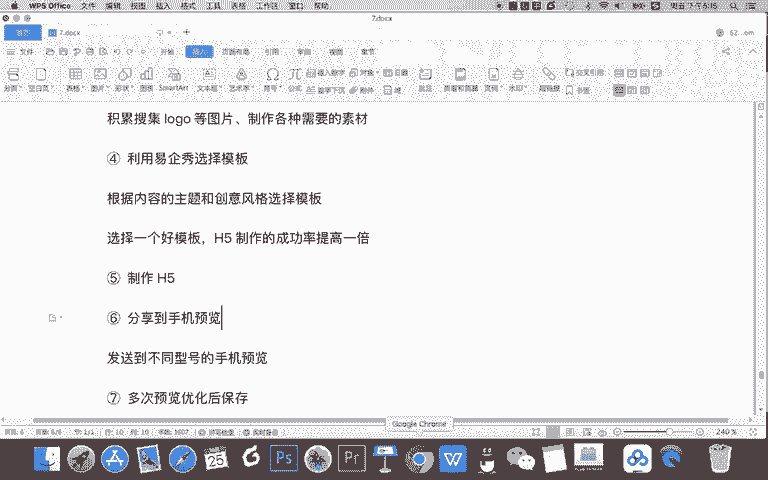 WPS Office 文件 编辑 视图 插入 格式 工具 表格 工作区 窗口 帮助
7.docx
首页 7.docx
文件 开始 插入 页面布局 引用 审阅 视图 章节
分页 空白页 表格 图片 形状 图表 SmartArt 文本框 艺术字 符号 公式 插入数字 对象 日期 首字下沉 附件 域 批注 页眉和页脚 页码 水印 超链接 交叉引用 书签
积累搜集 logo 等图片、制作各种需要的素材
④ 利用易企秀选择模板
根据内容的主题和创意风格选择模板
选择一个好模板，H5 制作的成功率提高一倍
⑤ 制作 H5
⑥ 分享到手机预览
发送到不同型号的手机预览
⑦ 多次预览优化后保存
Google Chrome
240 %
25
Ps
Pr
W